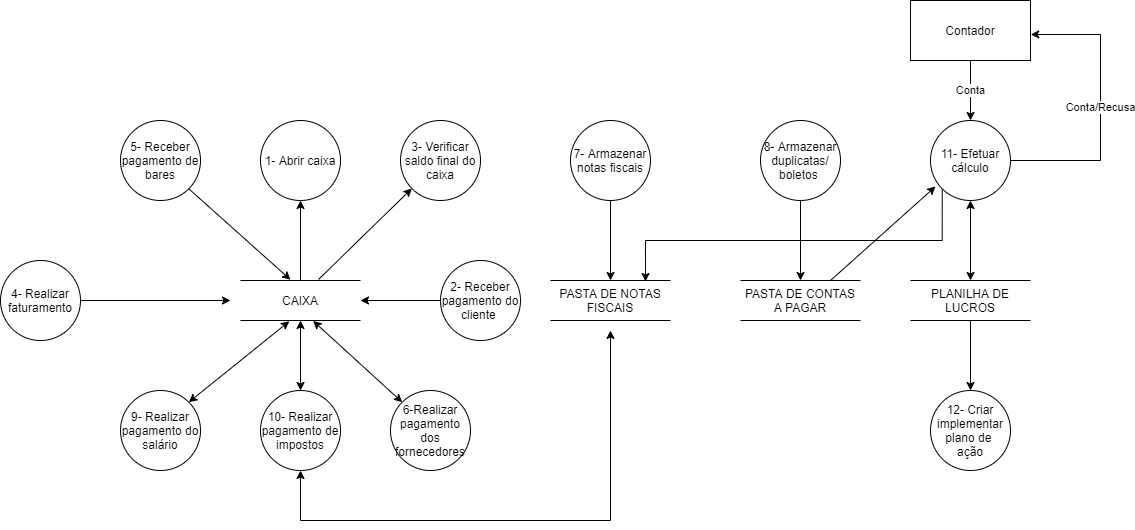 Contador
Conta
Conta/Recusa
5- Receber
pagamento de
bares
1- Abrir caixa
3- Verificar
saldo final do
caixa
7- Armazenar
notas fiscais
8- Armazenar
duplicatas/
boletos
11- Efetuar
cálculo
4- Realizar
faturamento
CAIXA
2- Receber
pagamento do
cliente
PASTA DE NOTAS
FISCAIS
PASTA DE CONTAS
A PAGAR
PLANILHA DE
LUCROS
9- Realizar
pagamento do
salário
10- Realizar
pagamento de
impostos
6-Realizar
pagamento
dos
fornecedores
12- Criar
implementar
plano de
ação